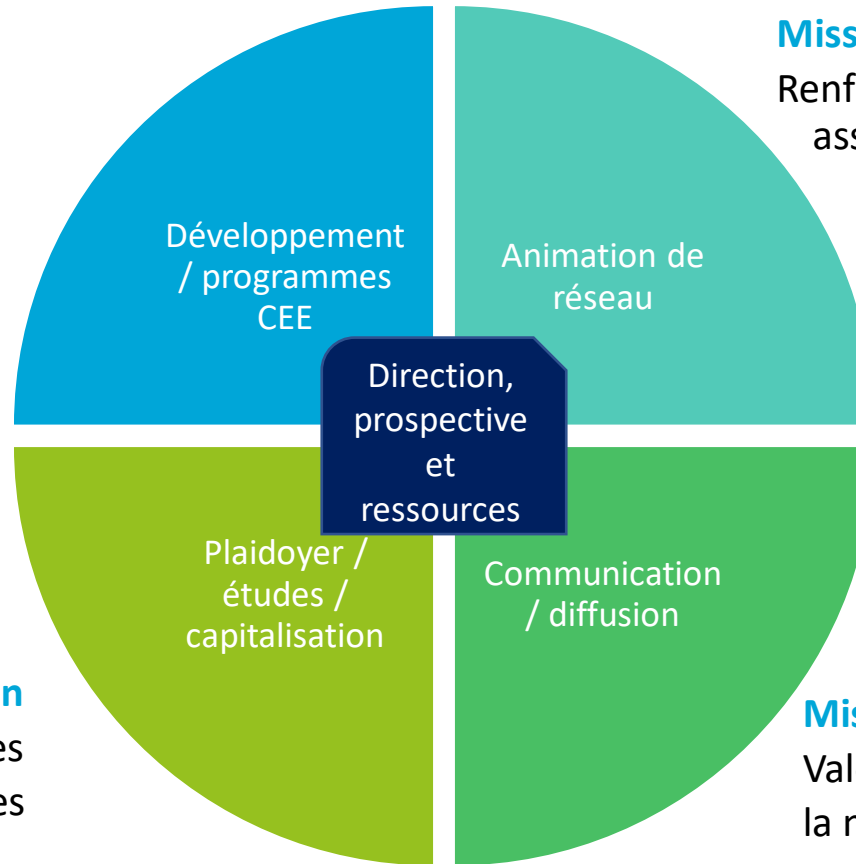 Miss
Renf
ass
Développement
/ programmes
CEE
Animation de
réseau
Direction,
prospective
et
ressources
Plaidoyer /
études /
capitalisation
Communication
/ diffusion
n
es
es
Mis
Val
la